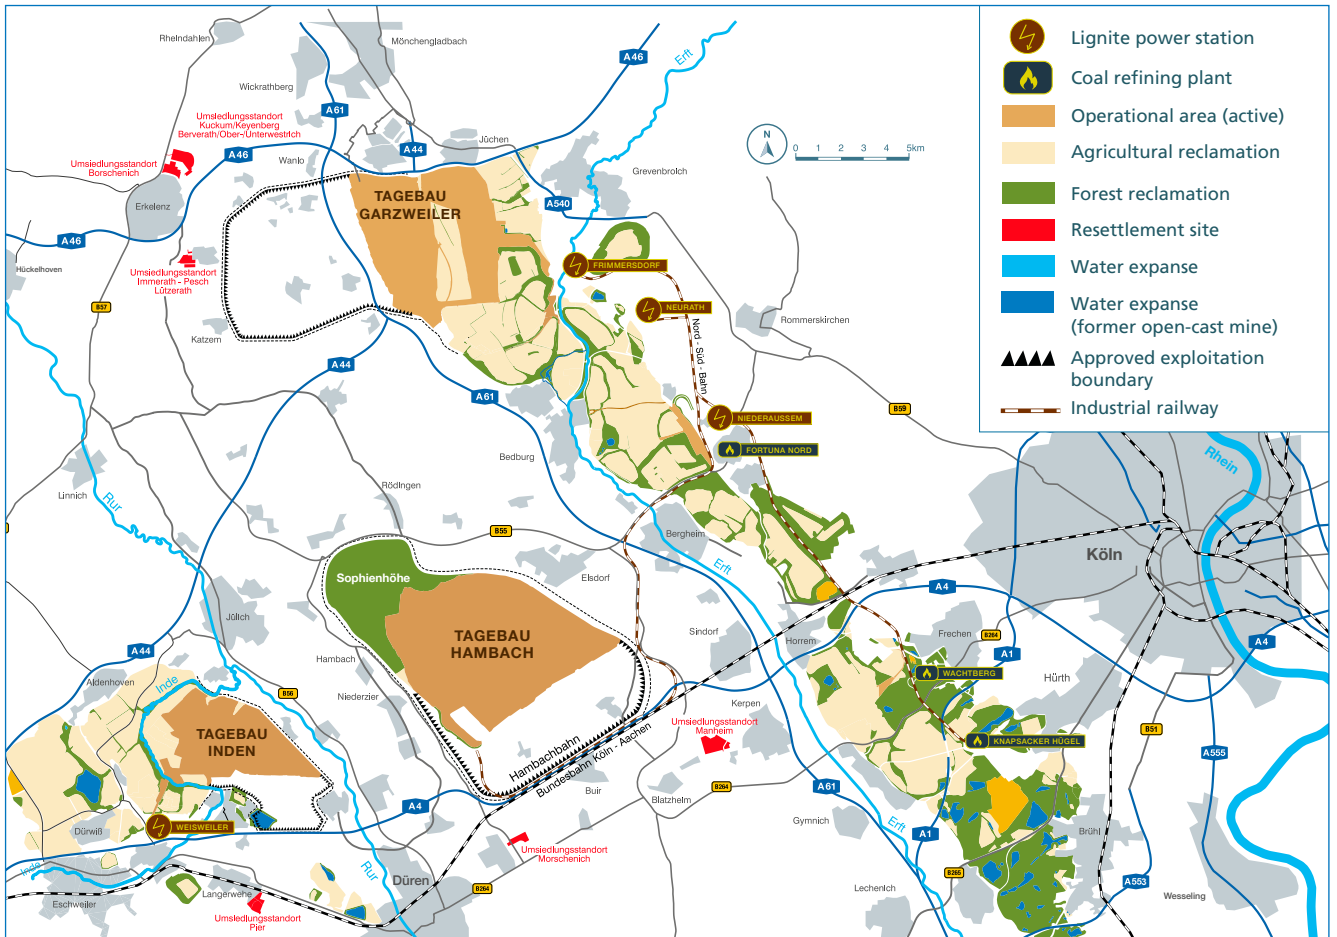 Lignite power station
Coal refining plant
Operational area (active)
Agricultural reclamation
Forest reclamation
Resettlement site
Water expanse
Water expanse
(former open-cast mine)
Approved exploitation
boundary
Industrial railway
N
0 1 2 3 4 5km
Rheindahlen
Mönchengladbach
Wickrathberg
A46
Erft
A61
Umsiedlungsstandort
Kuckum/Keyenberg
Berverath/Ober-/Unterwestrich
Umsiedlungsstandort
Borschenich
A46
Wanlo
A44
Jüchen
Grevenbroich
Erkelenz
TAGEBAU
GARZWEILER
A540
A46
Hückelhoven
Umsiedlungsstandort
Immerath - Pesch
Lützerath
FRIMMERSDORF
B57
NEURATH
Rommerskirchen
Katzem
Nord - Süd - Bahn
A44
A61
B59
NIEDERAUSSEM
FORTUNA NORD
Bedburg
Rhein
Linnich
Rur
Rödingen
B55
Bergheim
Köln
Elsdorf
Erft
Sophienhöhe
A4
Jülich
TAGEBAU
HAMBACH
Sindorf
Horrem
Frechen
B264
A4
A44
A1
Hambach
Aldenhoven
Inde
Niederzier
B56
WACHTBERG
Hürth
Kerpen
Umsiedlungsstandort
Manheim
TAGEBAU
INDEN
Hambachbahn
Bundesbahn Köln - Aachen
KNAPSACKER HÜGEL
B51
A555
Buir
Blatzheim
B264
A61
A4
Gymnich
Erft
A1
Dürwiß
WEISWEILER
Brühl
Umsiedlungsstandort
Morschenich
Inde
Rur
Düren
B264
B265
A553
Lechenich
Wesseling
Eschweiler
Langerwehe
Umsiedlungsstandort
Pier